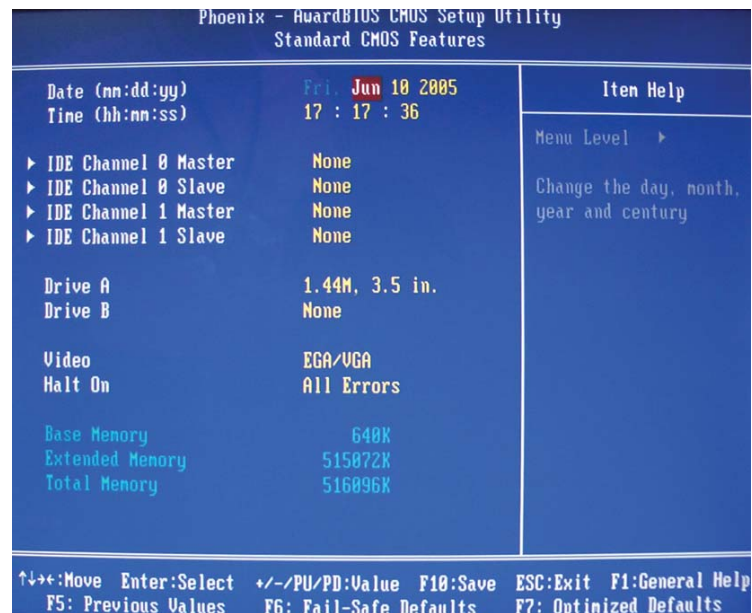 Phoenix - AwardBIOS CMOS Setup Utility
Standard CMOS Features
Date (mm:dd:yy) Fri, Jun 10 2005
Time (hh:mm:ss) 17 : 17 : 36
IDE Channel 0 Master None
IDE Channel 0 Slave None
IDE Channel 1 Master None
IDE Channel 1 Slave None
Drive A 1.44M, 3.5 in.
Drive B None
Video EGA/VGA
Halt On All Errors
Base Memory 640K
Extended Memory 515072K
Total Memory 516096K
Item Help
Menu Level ▸
Change the day, month,
year and century
↑↓→←:Move Enter:Select +/-/PU/PD:Value F10:Save ESC:Exit F1:General Help
F5: Previous Values F6: Fail-Safe Defaults F7: Optimized Defaults